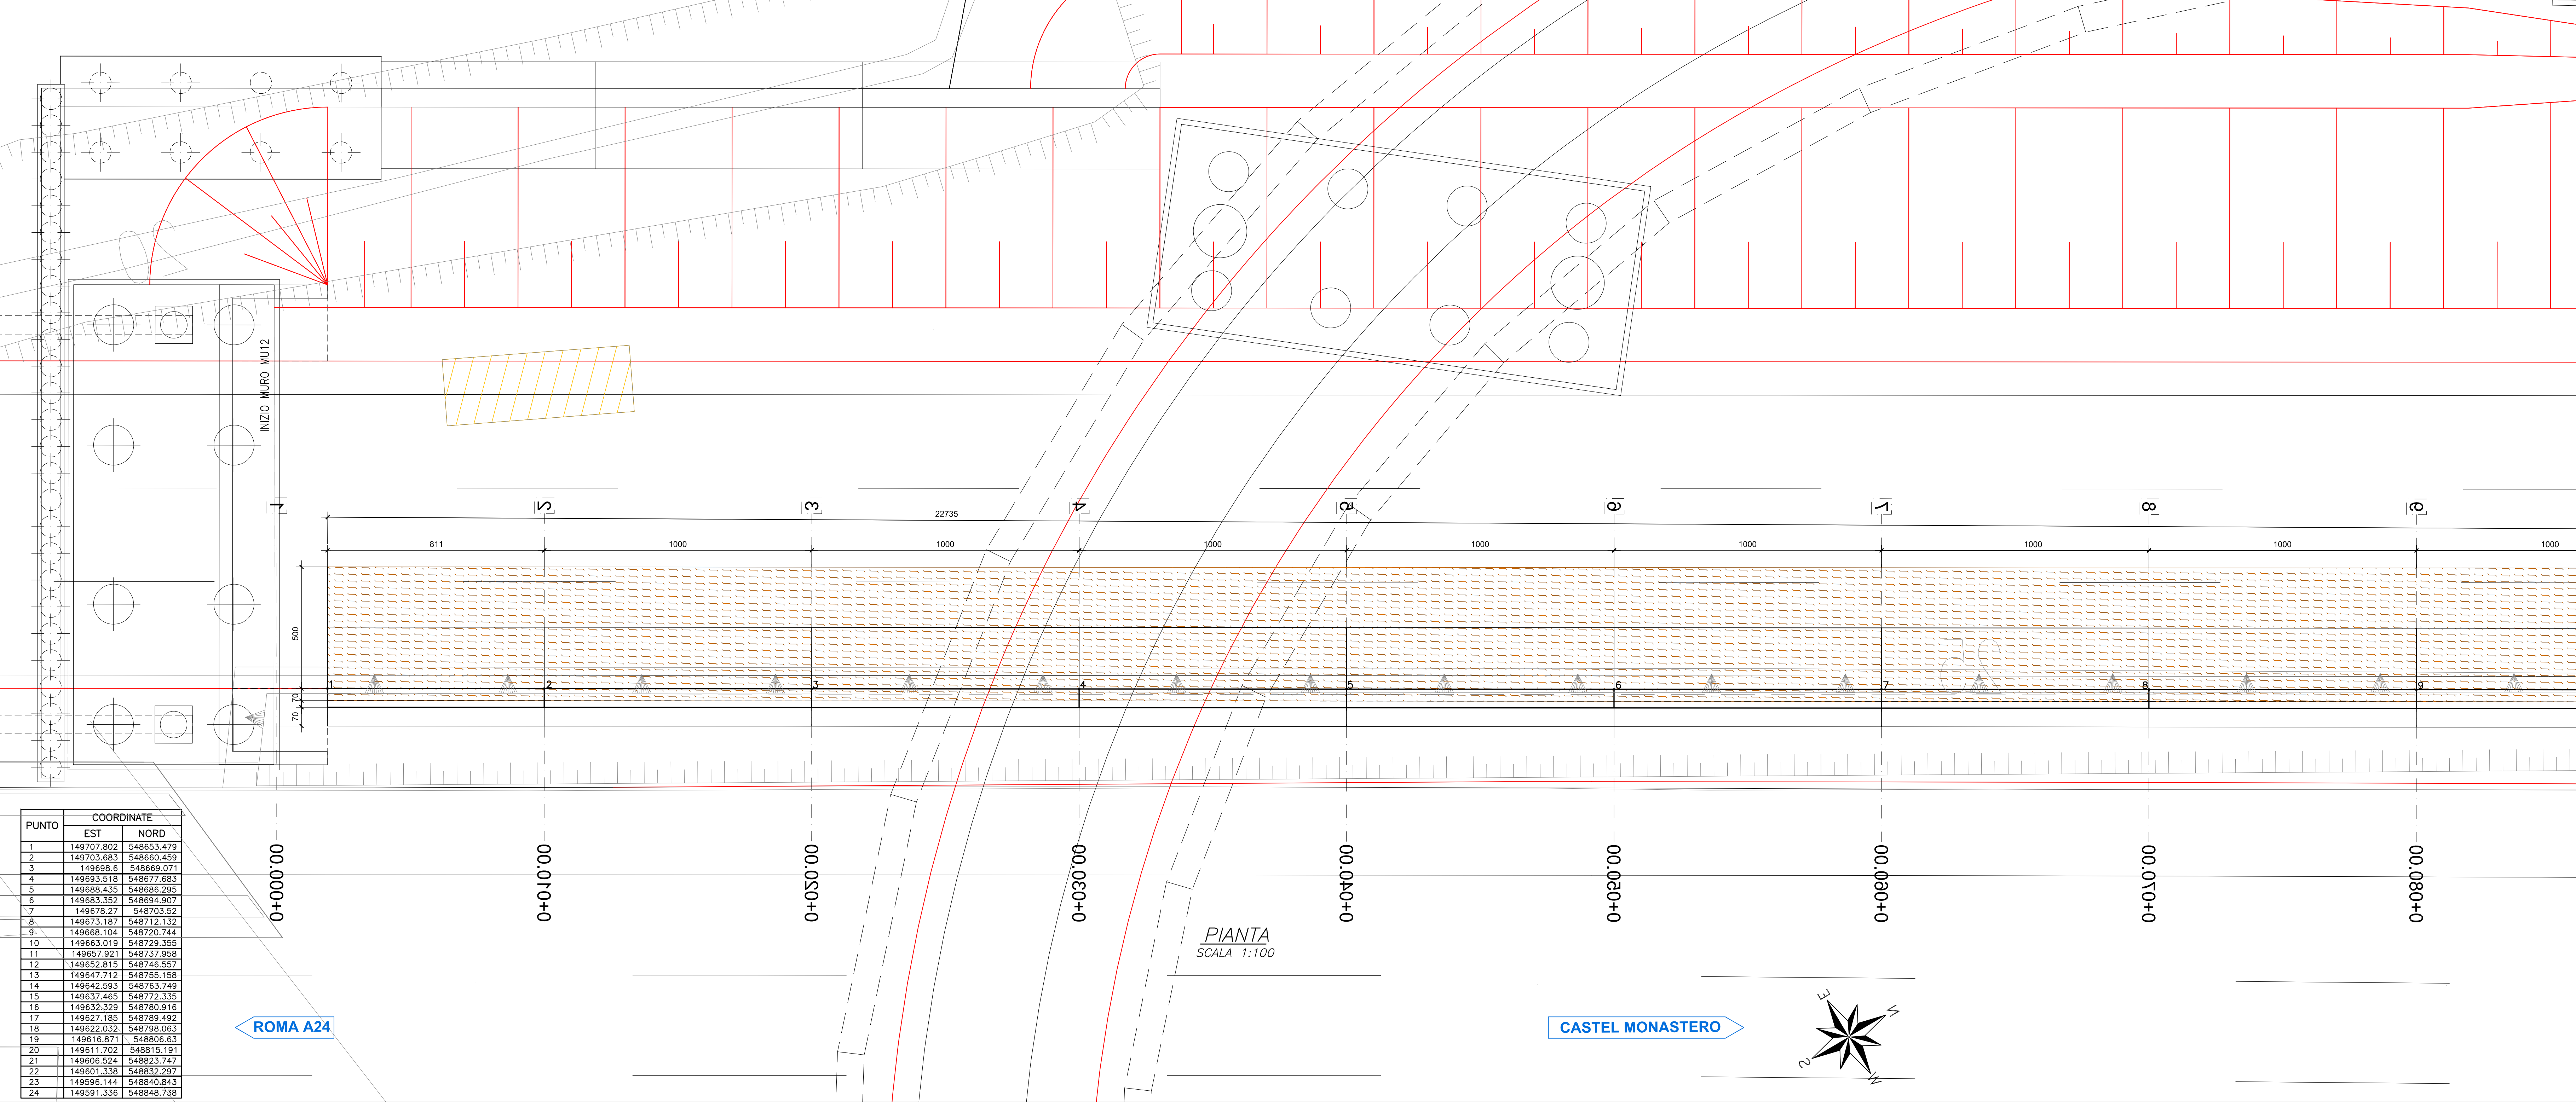 INIZIO MURO MU12
1 2 3 4 5 6 7 8 9
22735
811 1000 1000 1000 1000 1000 1000 1000 1000
500
70
70
1 2 3 4 5 6 7 8 9
0+000.00 0+010.00 0+020.00 0+030.00 0+040.00 0+050.00 0+060.00 0+070.00 0+080.00
PIANTA
SCALA 1:100
ROMA A24
CASTEL MONASTERO
E N
S W
PUNTO COORDINATE
EST NORD
1 149707.802 548653.479
2 149703.683 548660.459
3 149698.6 548669.071
4 149693.518 548677.683
5 149688.435 548686.295
6 149683.352 548694.907
7 149678.27 548703.52
8 149673.187 548712.132
9 149668.104 548720.744
10 149663.019 548729.355
11 149657.921 548737.958
12 149652.815 548746.557
13 149647.712 548755.158
14 149642.593 548763.749
15 149637.465 548772.335
16 149632.329 548780.916
17 149627.185 548789.492
18 149622.032 548798.063
19 149616.871 548806.63
20 149611.702 548815.191
21 149606.524 548823.747
22 149601.338 548832.297
23 149596.144 548840.843
24 149591.336 548848.738